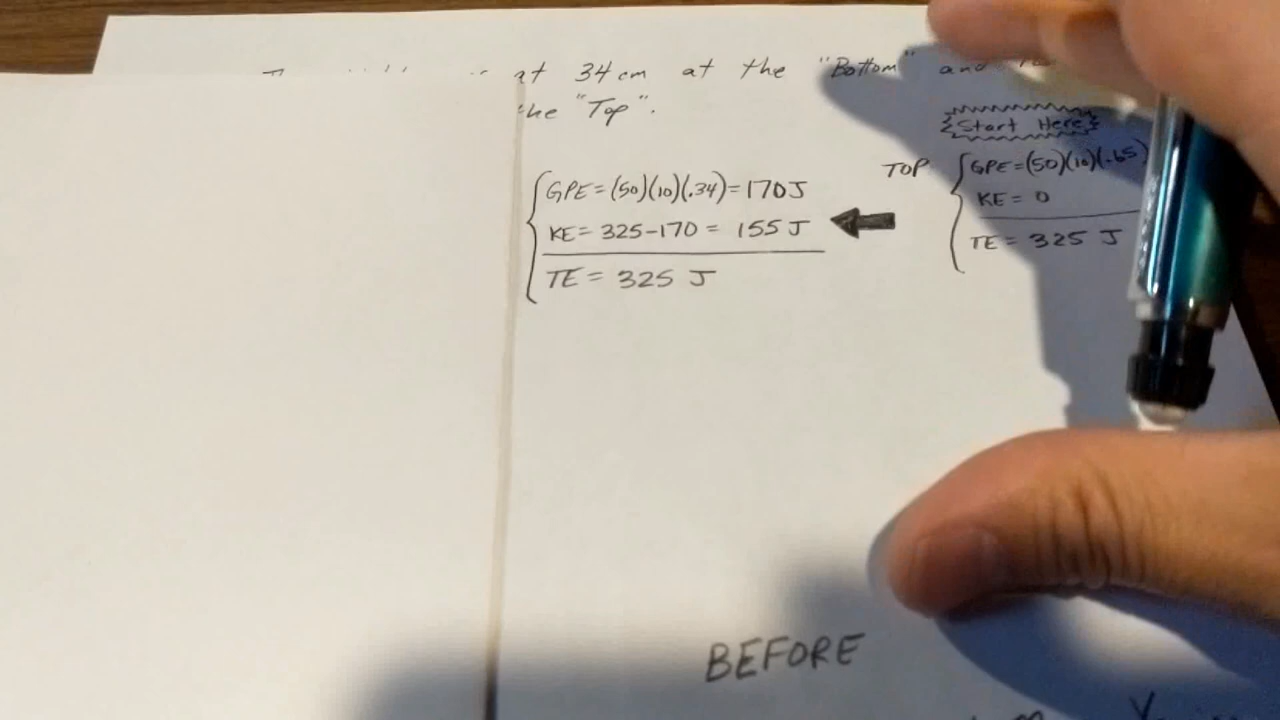 at 34 cm at the "Bottom" and
the "Top".
Start Here
GPE = (50)(10)(.34) = 170 J
KE = 325-170 = 155 J
TE = 325 J
TOP
GPE = (50)(10)(.65)
KE = 0
TE = 325 J
BEFORE